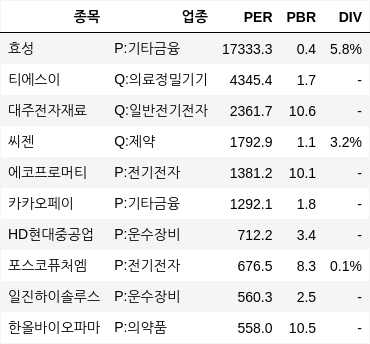 종목 업종 PER PBR DIV
효성 P:기타금융 17333.3 0.4 5.8%
티에스이 Q:의료정밀기기 4345.4 1.7 -
대주전자재료 Q:일반전기전자 2361.7 10.6 -
씨젠 Q:제약 1792.9 1.1 3.2%
에코프로머티 P:전기전자 1381.2 10.1 -
카카오페이 P:기타금융 1292.1 1.8 -
HD현대중공업 P:운수장비 712.2 3.4 -
포스코퓨처엠 P:전기전자 676.5 8.3 0.1%
일진하이솔루스 P:운수장비 560.3 2.5 -
한올바이오파마 P:의약품 558.0 10.5 -